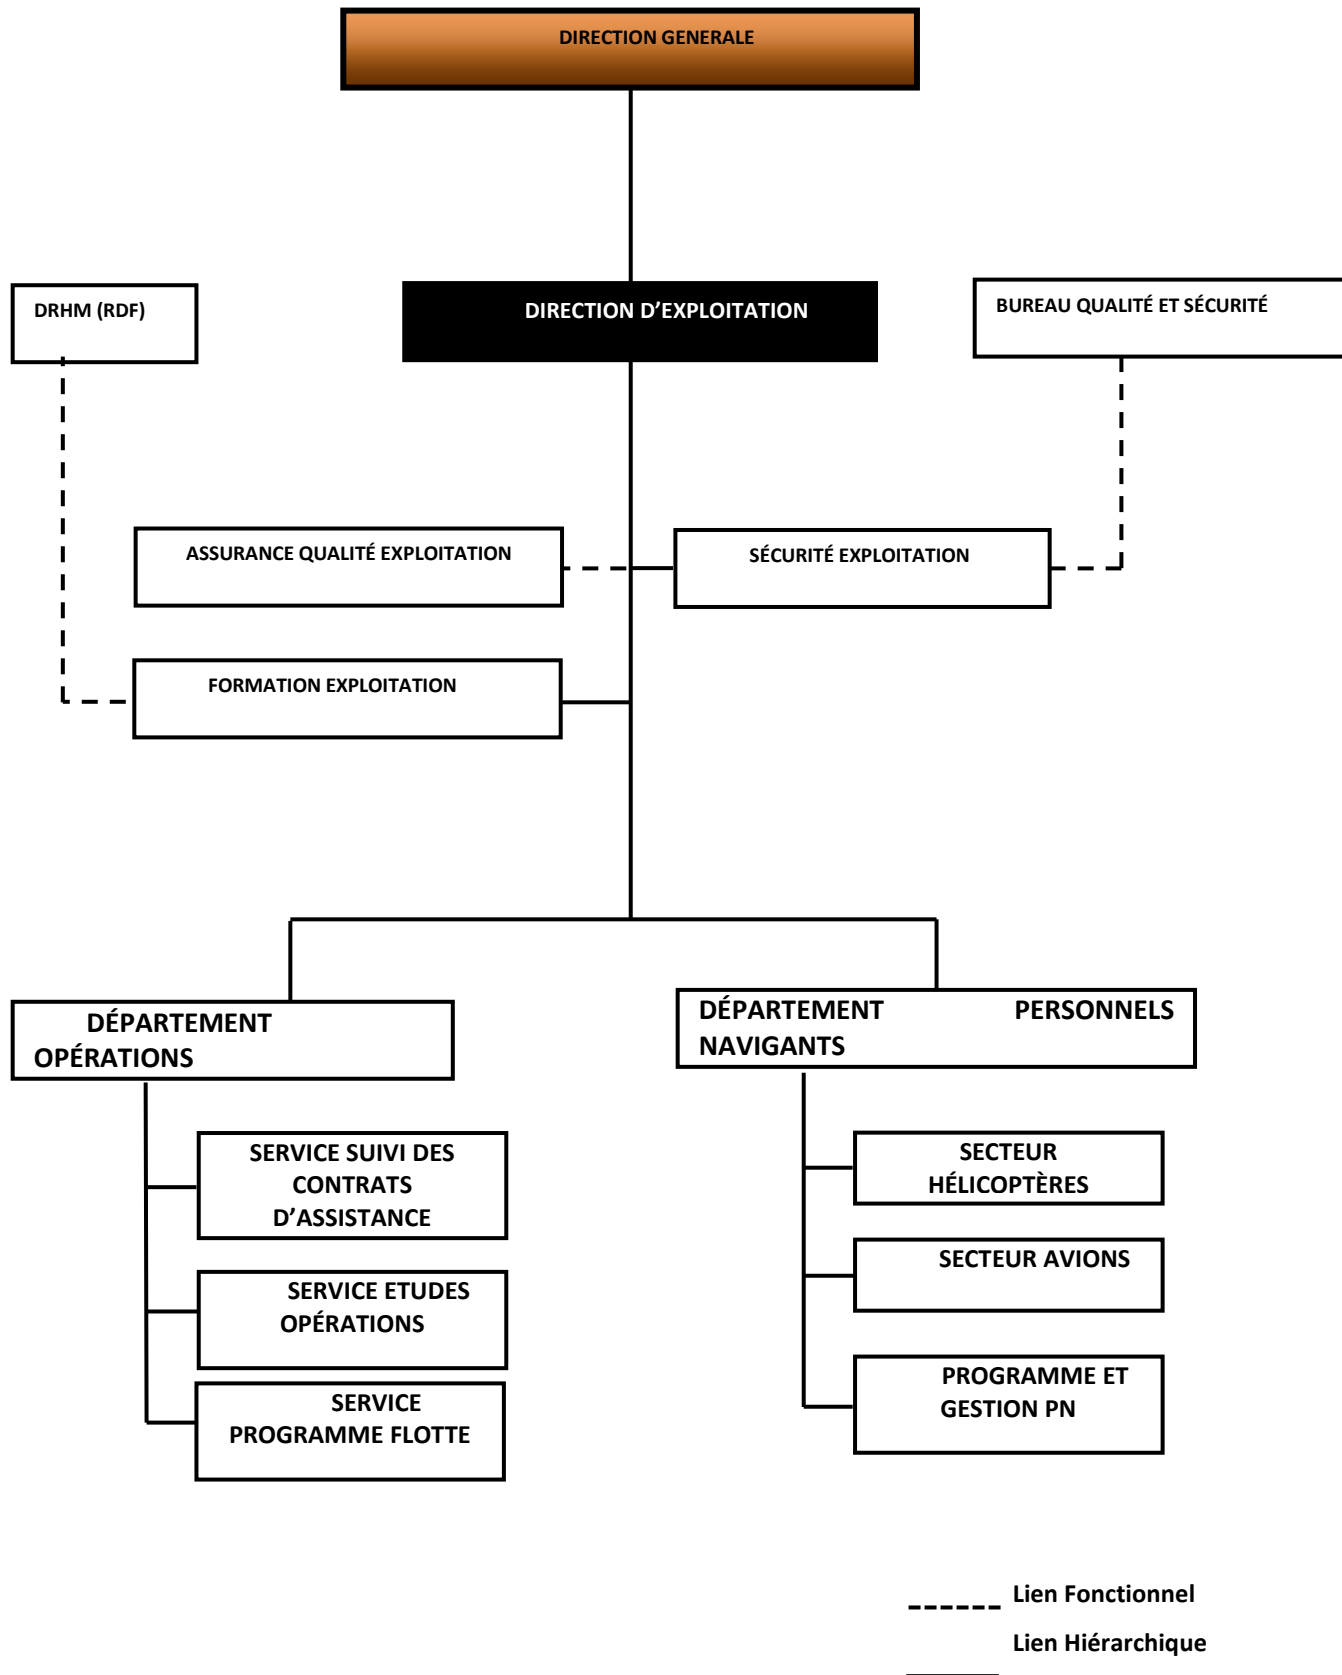 DIRECTION GENERALE
DRHM (RDF)
DIRECTION D’EXPLOITATION
BUREAU QUALITÉ ET SÉCURITÉ
ASSURANCE QUALITÉ EXPLOITATION
SÉCURITÉ EXPLOITATION
FORMATION EXPLOITATION
DÉPARTEMENT
OPÉRATIONS
DÉPARTEMENT PERSONNELS
NAVIGANTS
SERVICE SUIVI DES
CONTRATS
D’ASSISTANCE
SERVICE ETUDES
OPÉRATIONS
SERVICE
PROGRAMME FLOTTE
SECTEUR
HÉLICOPTÈRES
SECTEUR AVIONS
PROGRAMME ET
GESTION PN
Lien Fonctionnel
Lien Hiérarchique